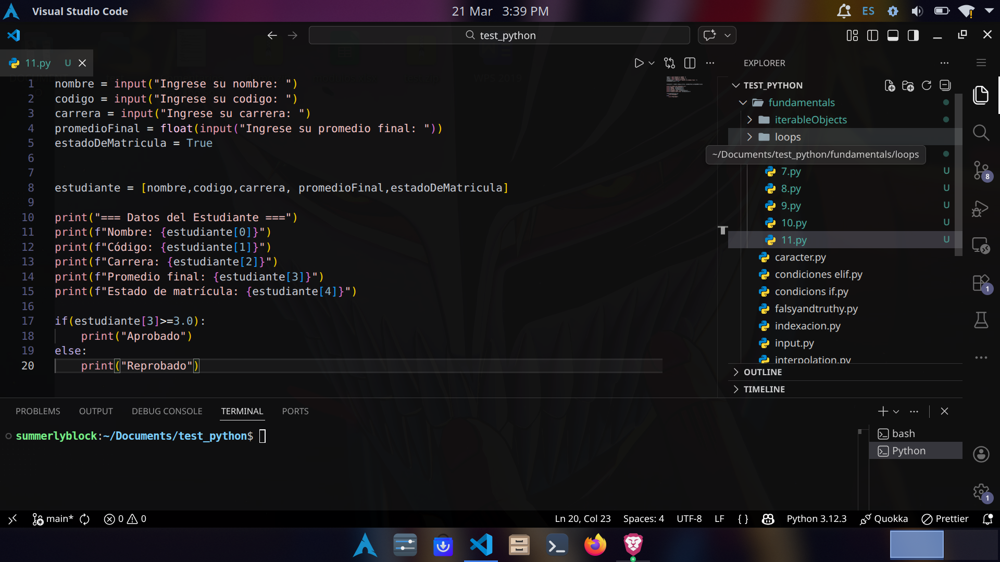 Visual Studio Code
21 Mar 3:39 PM
ES
test_python
11.py U
EXPLORER
1 nombre = input("Ingrese su nombre: ")
2 codigo = input("Ingrese su codigo: ")
3 carrera = input("Ingrese su carrera: ")
4 promedioFinal = float(input("Ingrese su promedio final: "))
5 estadoDeMatricula = True
6
7
8 estudiante = [nombre,codigo,carrera, promedioFinal,estadoDeMatricula]
9
10 print("=== Datos del Estudiante ===")
11 print(f"Nombre: {estudiante[0]}")
12 print(f"Código: {estudiante[1]}")
13 print(f"Carrera: {estudiante[2]}")
14 print(f"Promedio final: {estudiante[3]}")
15 print(f"Estado de matrícula: {estudiante[4]}")
16
17 if(estudiante[3]>=3.0):
18     print("Aprobado")
19 else:
20     print("Reprobado")
TEST_PYTHON
fundamentals
iterableObjects
loops
~/Documents/test_python/fundamentals/loops
7.py U
8.py U
9.py U
10.py U
11.py U
caracter.py
condiciones elif.py
condicions if.py
falsyandtruthy.py
indexacion.py
input.py
interpolation.py
OUTLINE
TIMELINE
8
1
1
PROBLEMS OUTPUT DEBUG CONSOLE TERMINAL PORTS
summerlyblock:~/Documents/test_python$
bash
Python
main* 0 0
Ln 20, Col 23 Spaces: 4 UTF-8 LF { } Python 3.12.3 Quokka Prettier